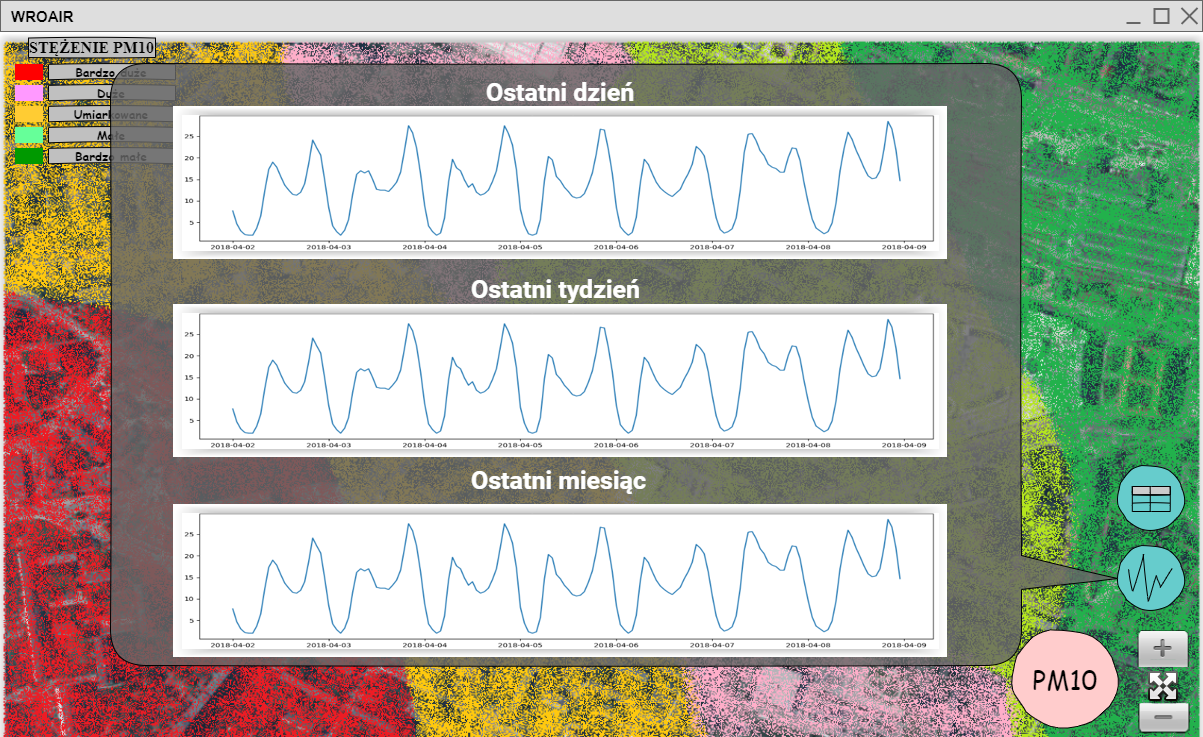 WROAIR
STĘŻENIE PM10
Bardzo duże
Duże
Umiarkowane
Małe
Bardzo małe
Ostatni dzień
25
20
15
10
5
2018-04-02 2018-04-03 2018-04-04 2018-04-05 2018-04-06 2018-04-07 2018-04-08 2018-04-09
Ostatni tydzień
25
20
15
10
5
2018-04-02 2018-04-03 2018-04-04 2018-04-05 2018-04-06 2018-04-07 2018-04-08 2018-04-09
Ostatni miesiąc
25
20
15
10
5
2018-04-02 2018-04-03 2018-04-04 2018-04-05 2018-04-06 2018-04-07 2018-04-08 2018-04-09
PM10